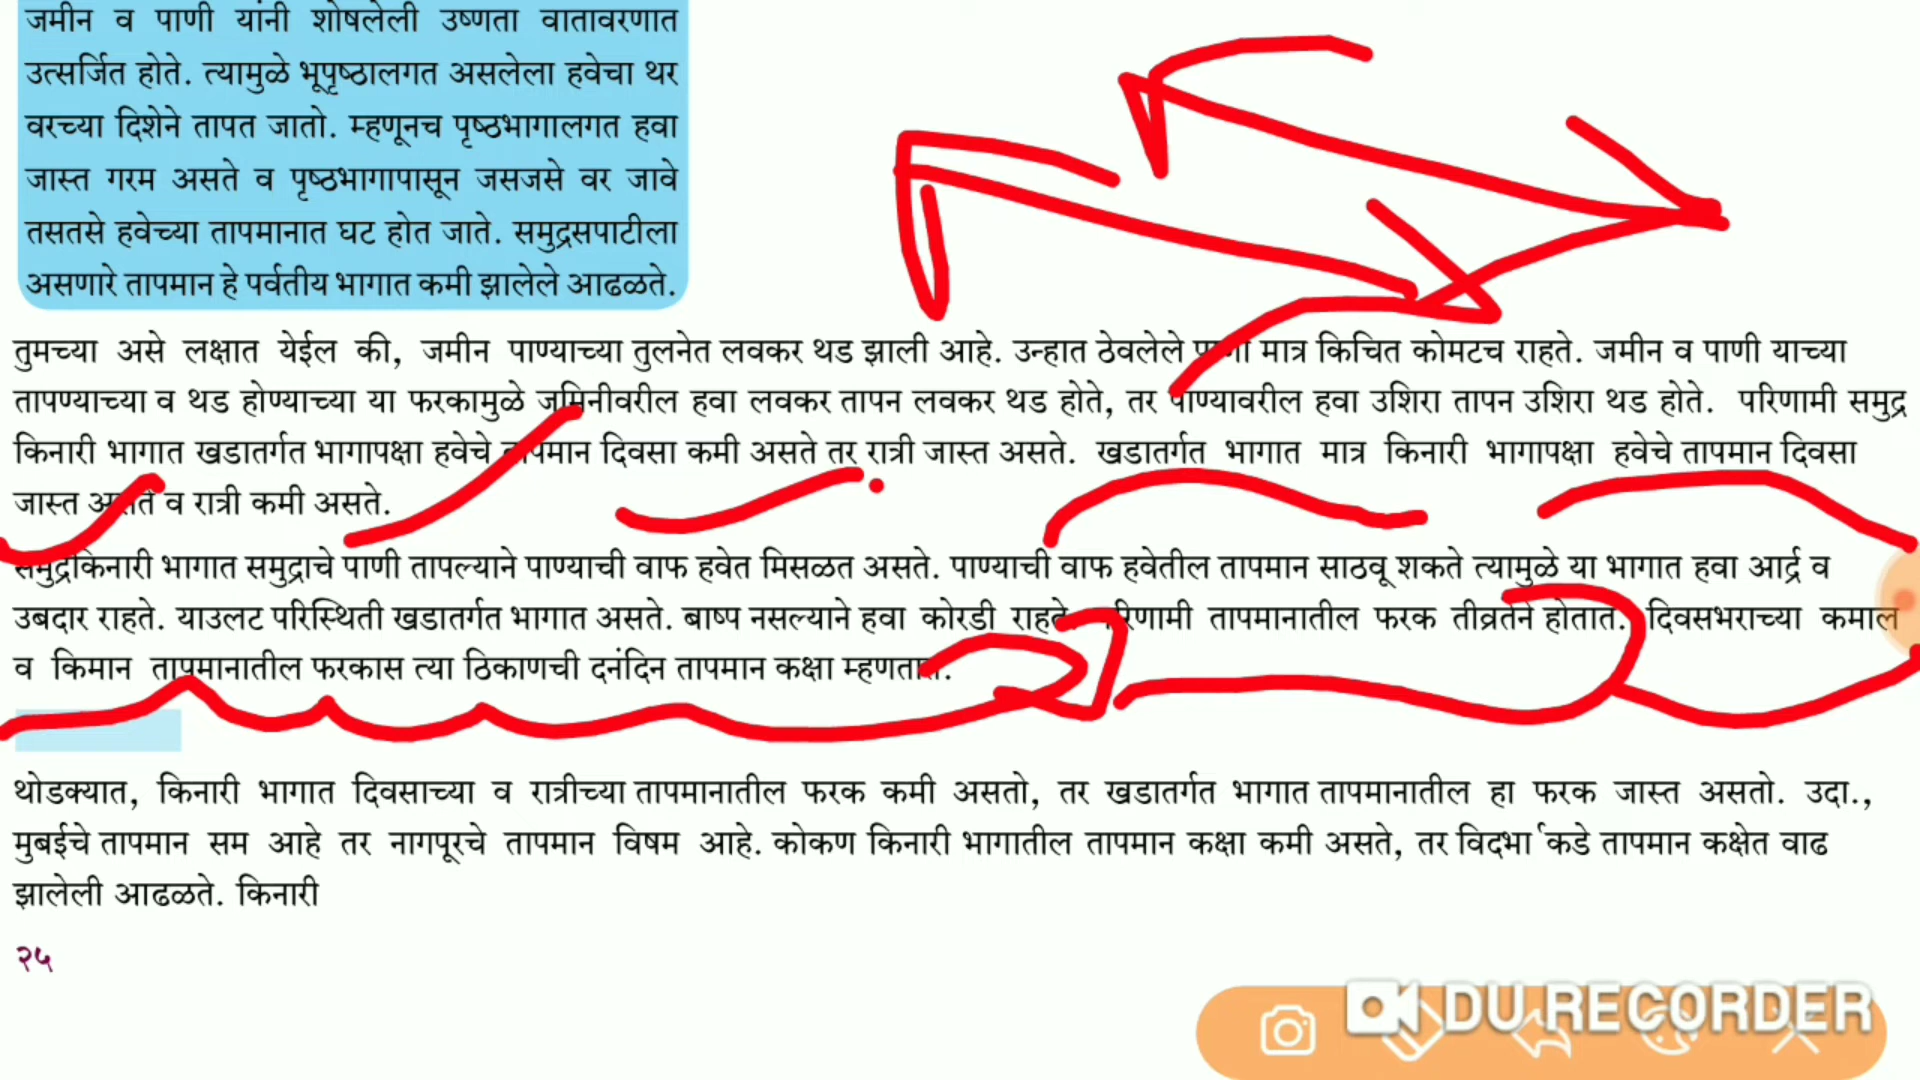 जमीन व पाणी यांनी शोषलेली उष्णता वातावरणात
उत्सर्जित होते. त्यामुळे भूपृष्ठालगत असलेला हवेचा थर
वरच्या दिशेने तापत जातो. म्हणूनच पृष्ठभागालगत हवा
जास्त गरम असते व पृष्ठभागापासून जसजसे वर जावे
तसतसे हवेच्या तापमानात घट होत जाते. समुद्रसपाटीला
असणारे तापमान हे पर्वतीय भागात कमी झालेले आढळते.
तुमच्या असे लक्षात येईल की, जमीन पाण्याच्या तुलनेत लवकर थड झाली आहे. उन्हात ठेवलेले पाणी मात्र किचित कोमटच राहते. जमीन व पाणी याच्या
तापण्याच्या व थड होण्याच्या या फरकामुळे जमिनीवरील हवा लवकर तापन लवकर थड होते, तर पाण्यावरील हवा उशिरा तापन उशिरा थड होते. परिणामी समुद्र
किनारी भागात खडातर्गत भागापक्षा हवेचे तापमान दिवसा कमी असते तर रात्री जास्त असते. खडातर्गत भागात मात्र किनारी भागापक्षा हवेचे तापमान दिवसा
जास्त असते व रात्री कमी असते.
समुद्रकिनारी भागात समुद्राचे पाणी तापल्याने पाण्याची वाफ हवेत मिसळत असते. पाण्याची वाफ हवेतील तापमान साठवू शकते त्यामुळे या भागात हवा आर्द्र व
उबदार राहते. याउलट परिस्थिती खडातर्गत भागात असते. बाष्प नसल्याने हवा कोरडी राहते. परिणामी तापमानातील फरक तीव्रतेने होतात. दिवसभराच्या कमाल
व किमान तापमानातील फरकास त्या ठिकाणची दनंदिन तापमान कक्षा म्हणतात.
थोडक्यात, किनारी भागात दिवसाच्या व रात्रीच्या तापमानातील फरक कमी असतो, तर खडातर्गत भागात तापमानातील हा फरक जास्त असतो. उदा.,
मुबईचे तापमान सम आहे तर नागपूरचे तापमान विषम आहे. कोकण किनारी भागातील तापमान कक्षा कमी असते, तर विदर्भाकडे तापमान कक्षेत वाढ
झालेली आढळते. किनारी
२५
DU RECORDER